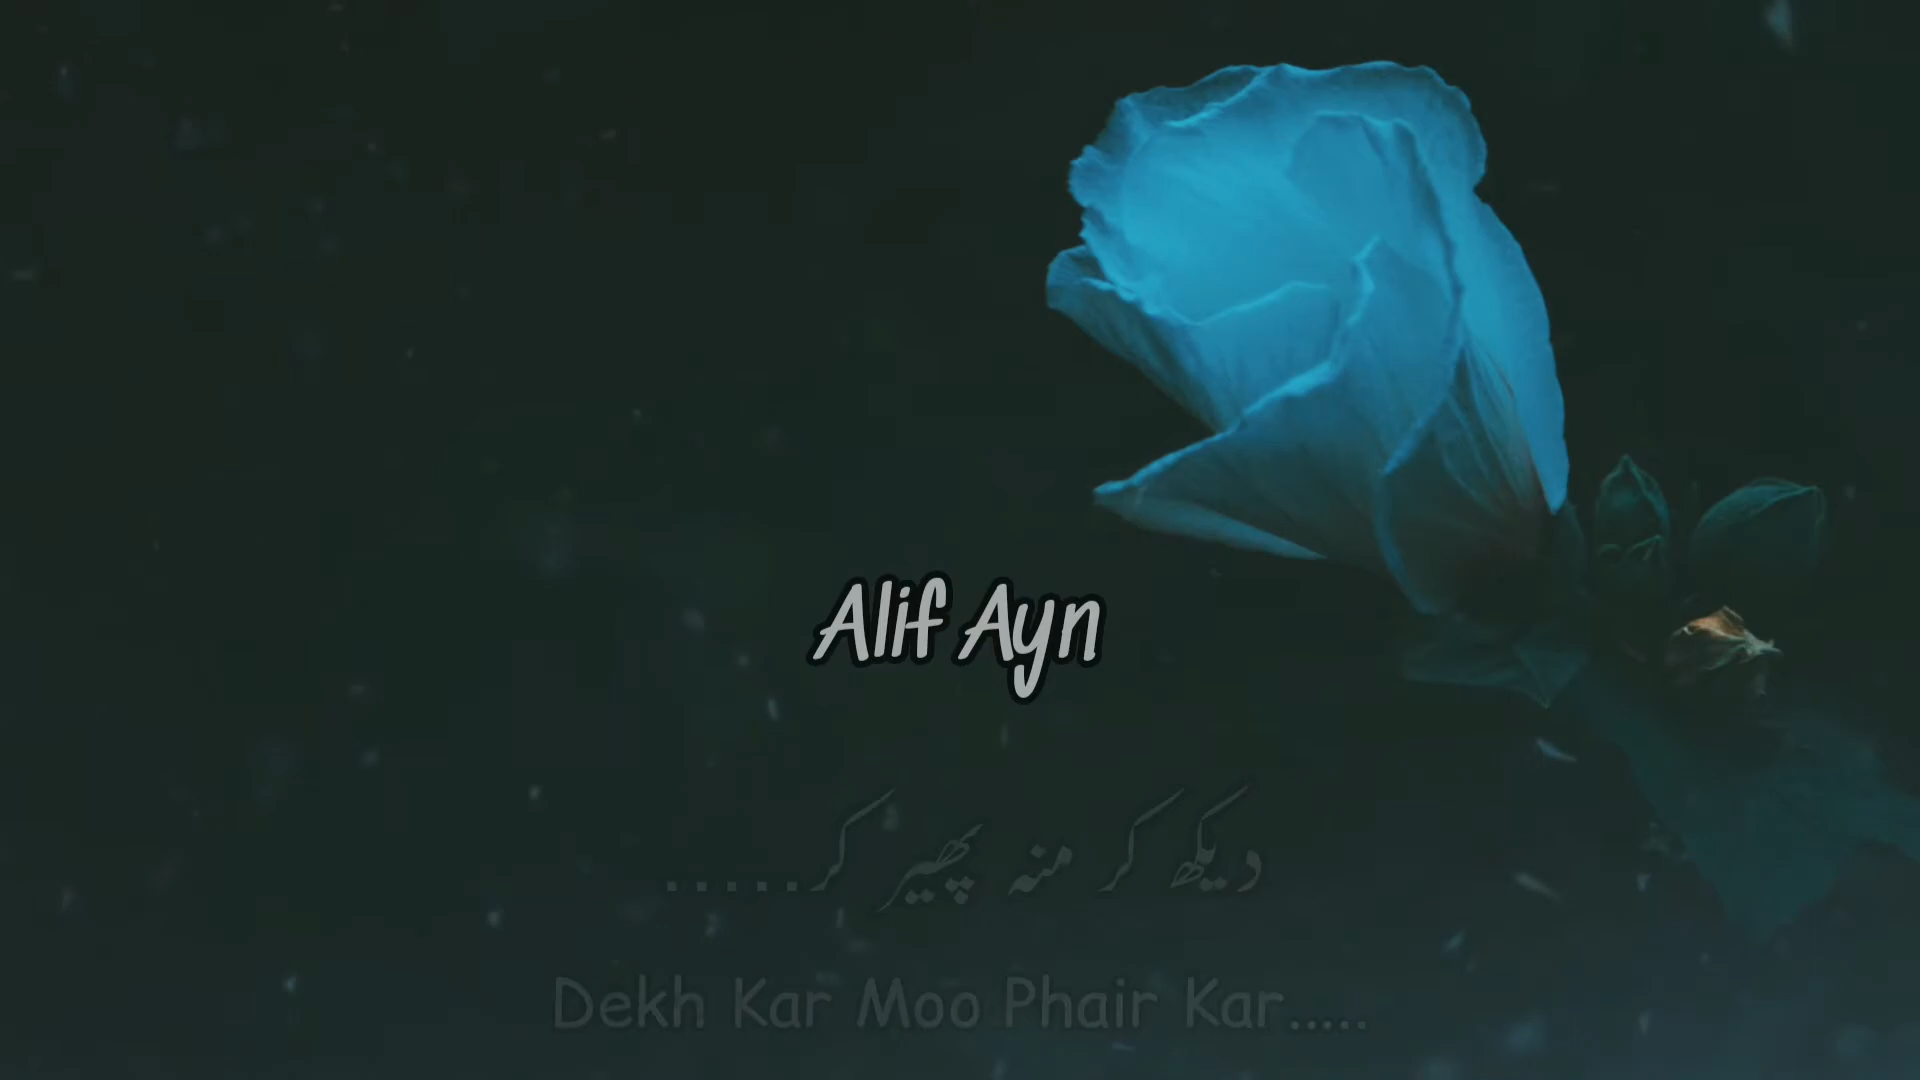 Alif Ayn
دیکھ کر منہ پھیر کر.....
Dekh Kar Moo Phair Kar.....